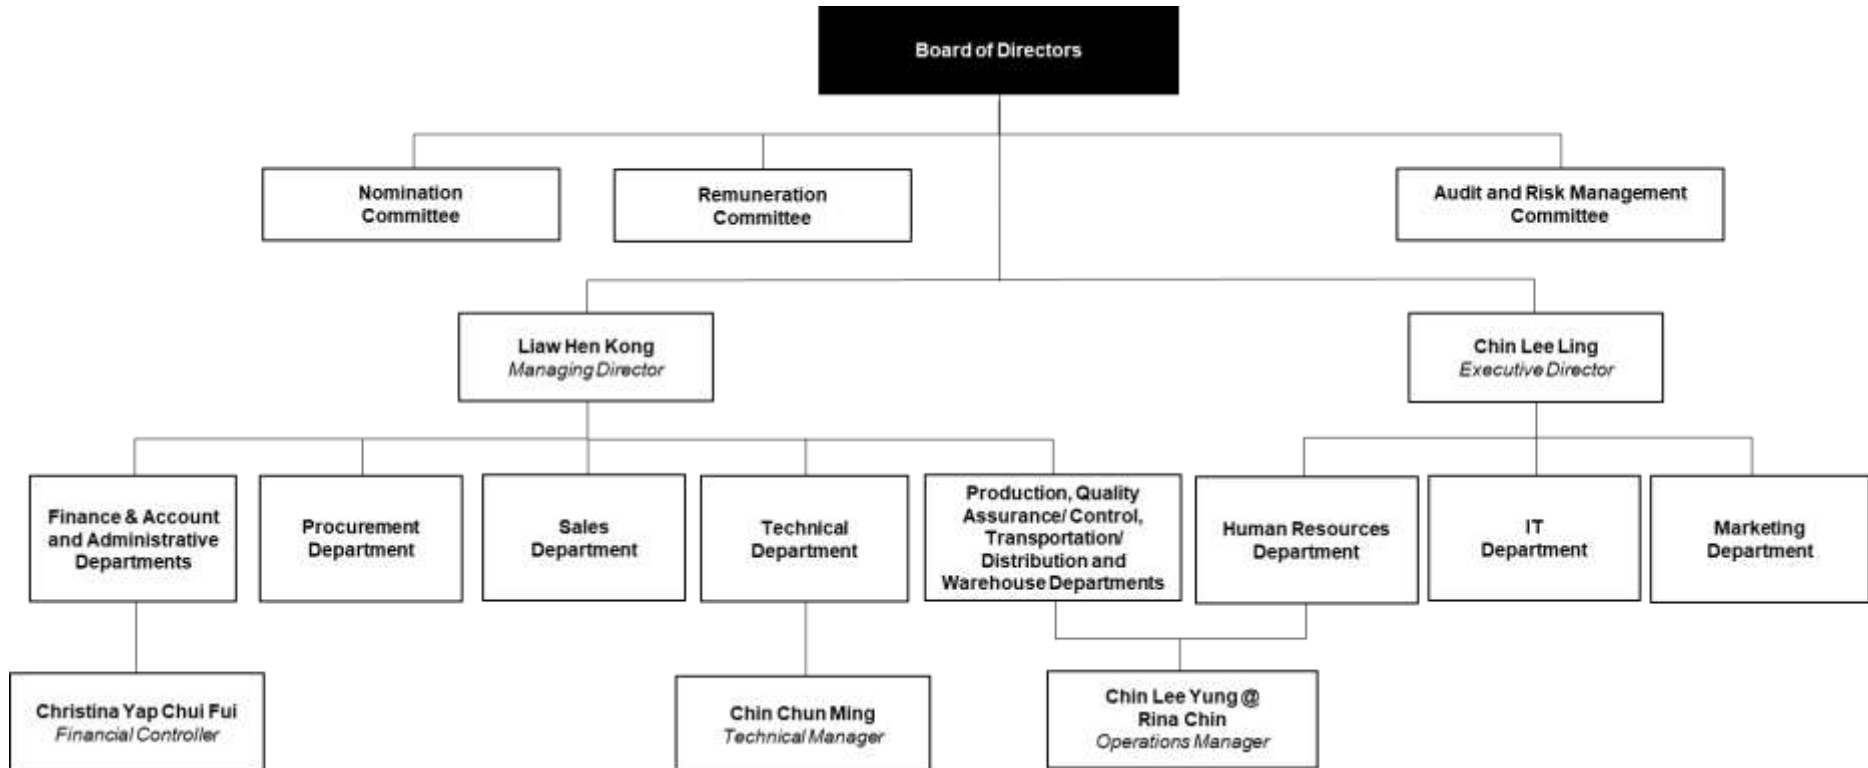 Board of Directors
Nomination
Committee
Remuneration
Committee
Audit and Risk Management
Committee
Liaw Hen Kong
Managing Director
Chin Lee Ling
Executive Director
Finance & Account
and Administrative
Departments
Procurement
Department
Sales
Department
Technical
Department
Production, Quality
Assurance/ Control,
Transportation/
Distribution and
Warehouse Departments
Human Resources
Department
IT
Department
Marketing
Department
Christina Yap Chui Fui
Financial Controller
Chin Chun Ming
Technical Manager
Chin Lee Yung @
Rina Chin
Operations Manager